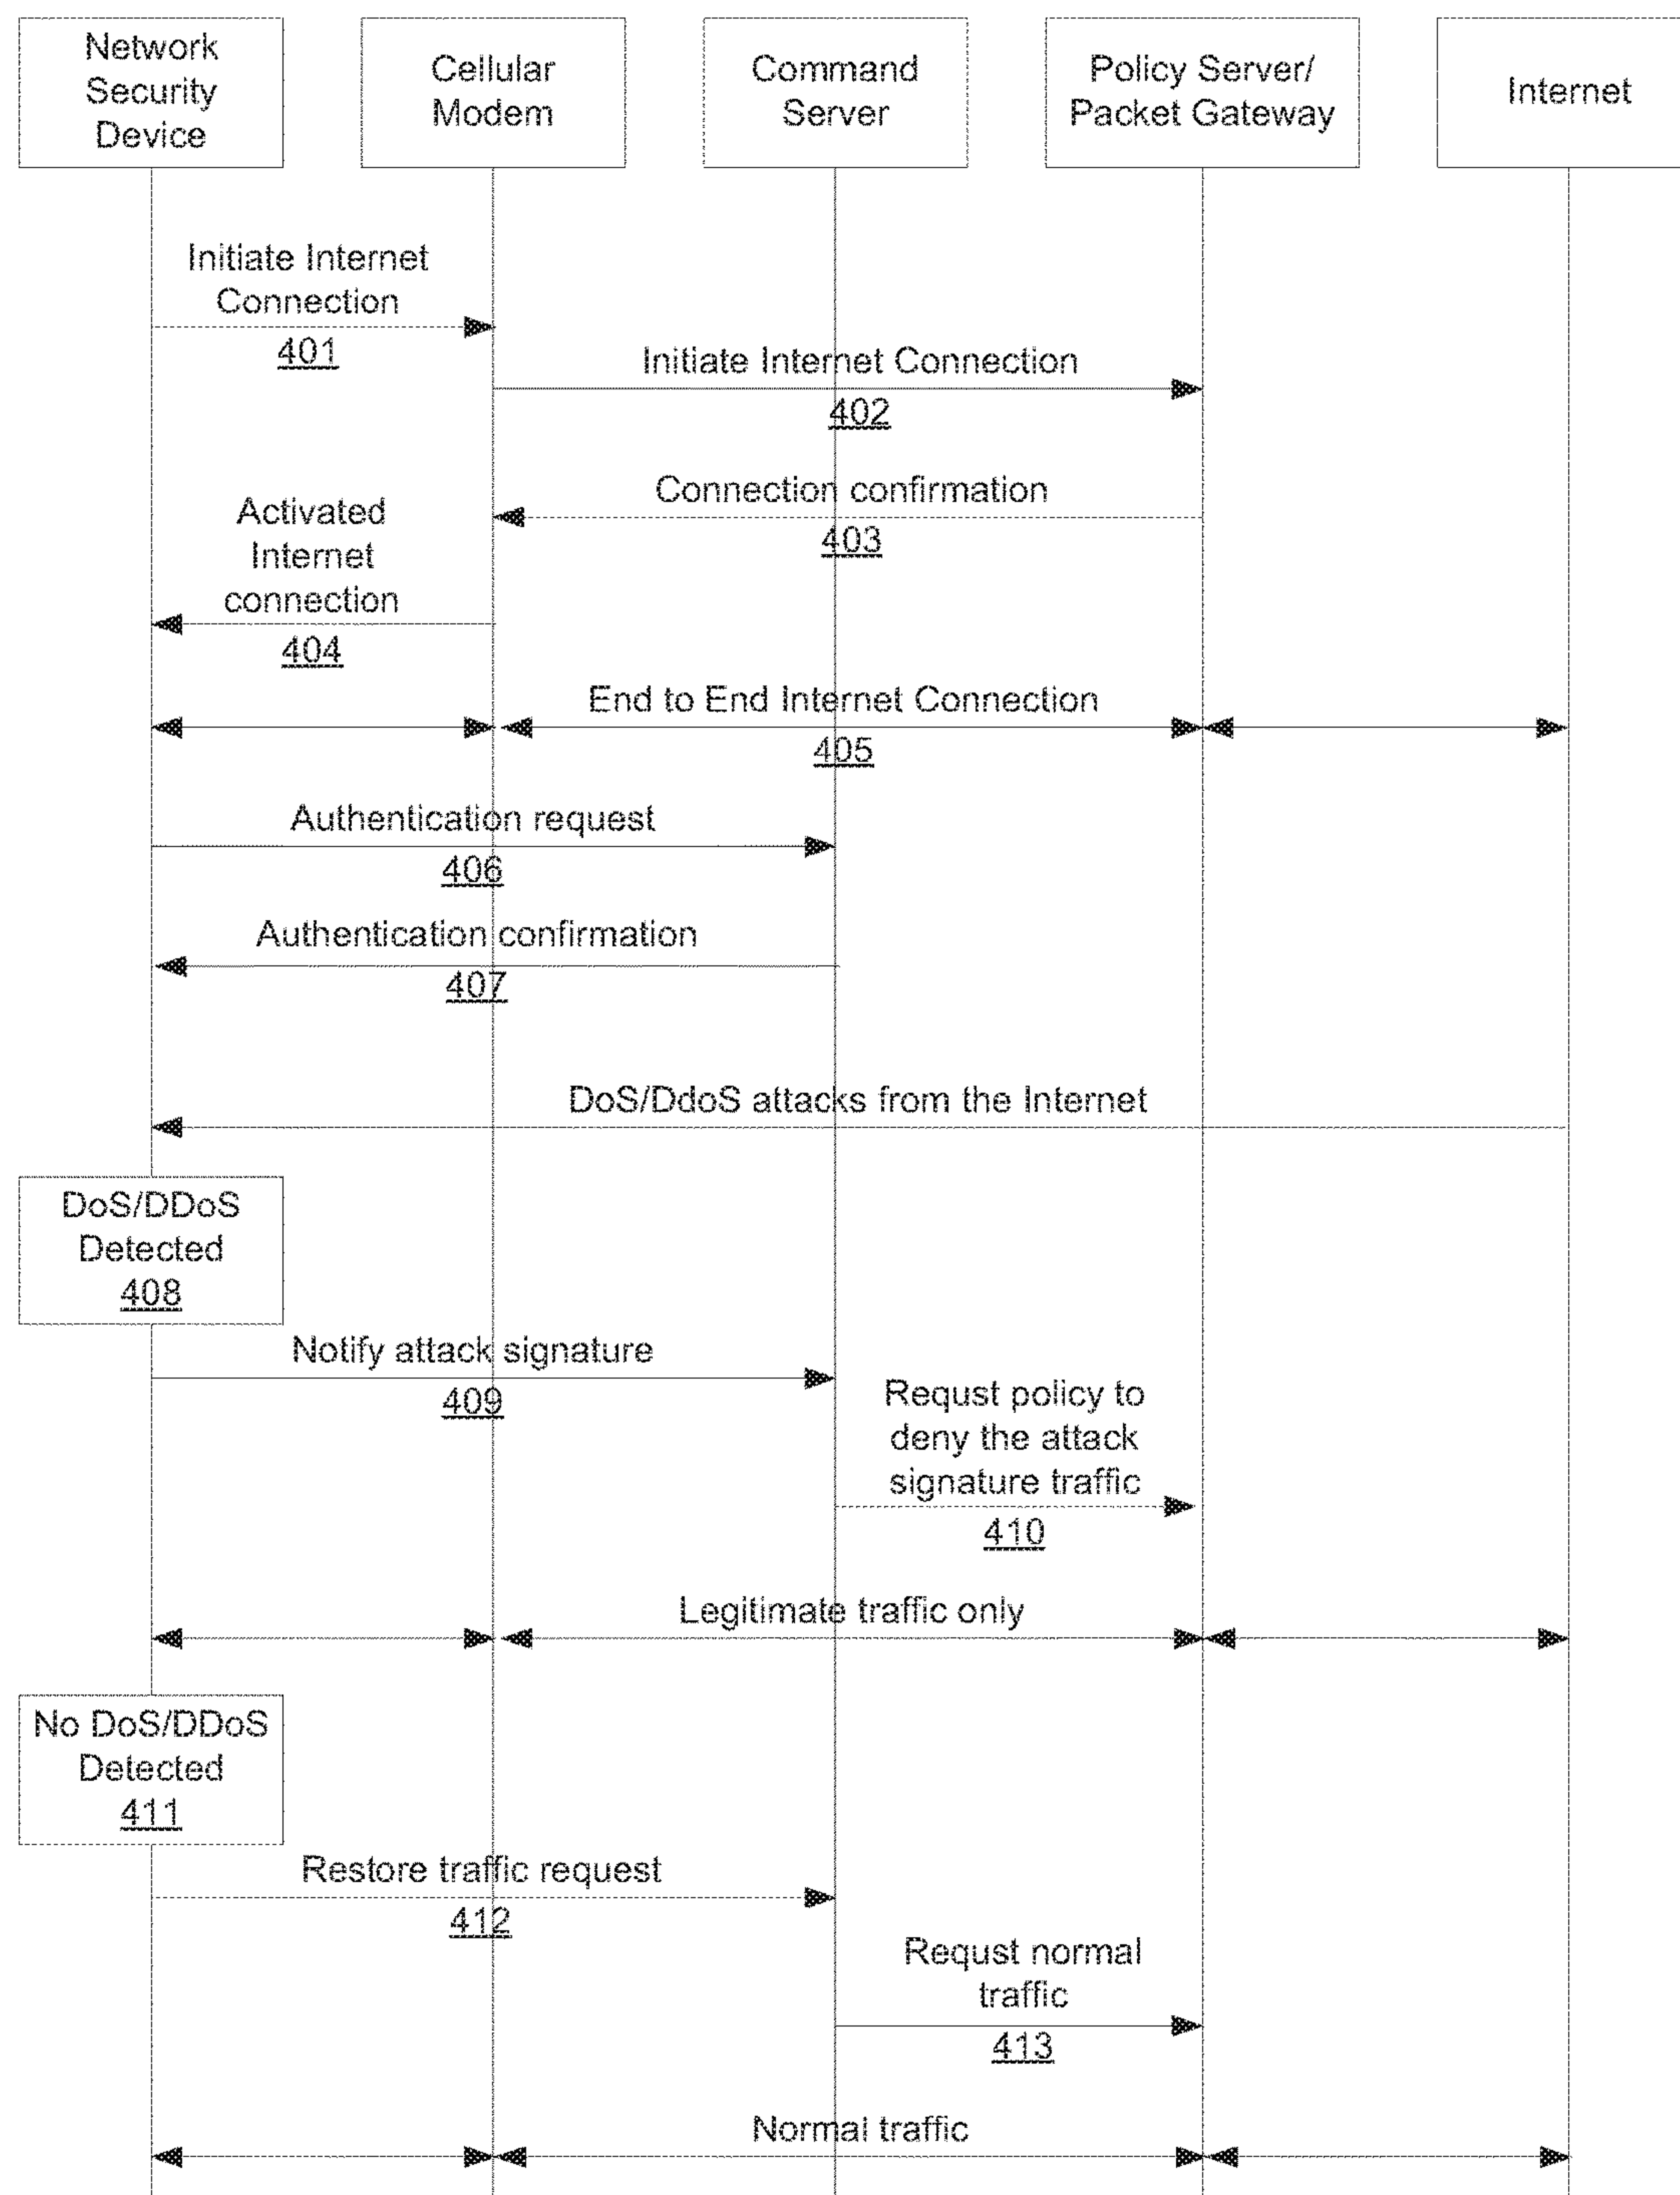 Network
Security
Device
Cellular
Modem
Command
Server
Policy Server/
Packet Gateway
Internet
Initiate Internet
Connection
401
Initiate Internet Connection
402
Connection confirmation
403
Activated
Internet
connection
404
End to End Internet Connection
405
Authentication request
406
Authentication confirmation
407
DoS/DdoS attacks from the Internet
DoS/DDoS
Detected
408
Notify attack signature
409
Requst policy to
deny the attack
signature traffic
410
Legitimate traffic only
No DoS/DDoS
Detected
411
Restore traffic request
412
Requst normal
traffic
413
Normal traffic